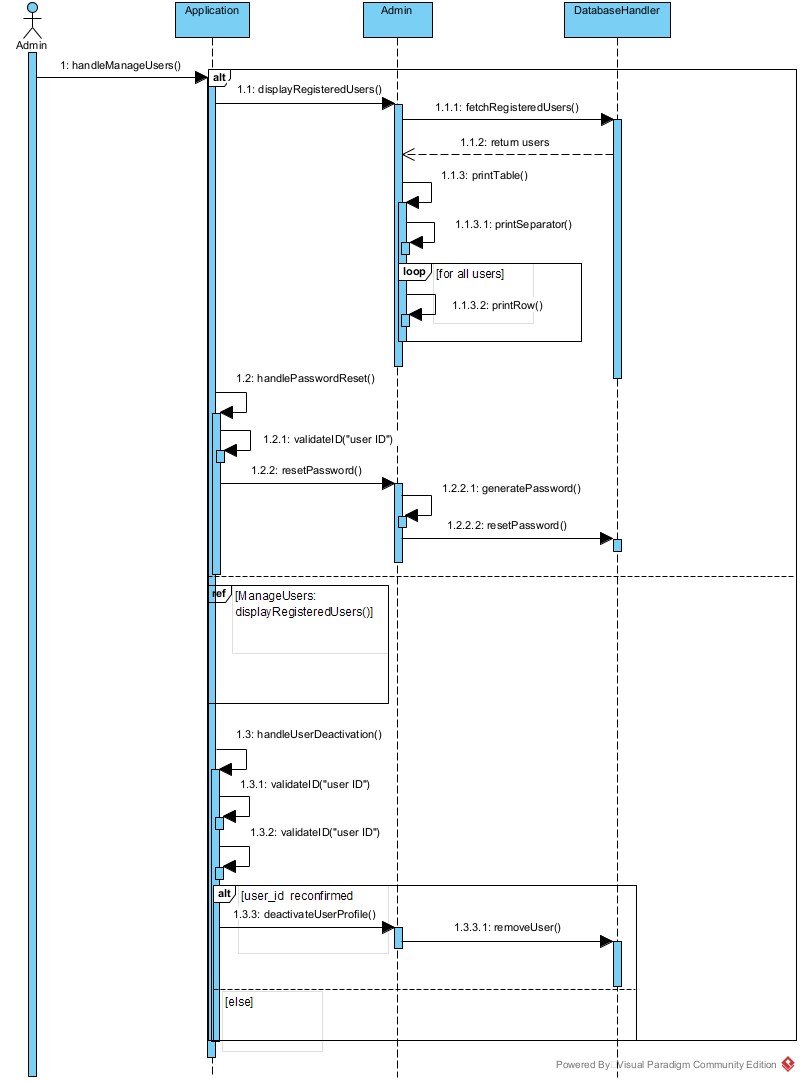 Application
Admin
DatabaseHandler
Admin
1: handleManageUsers()
alt
1.1: displayRegisteredUsers()
1.1.1: fetchRegisteredUsers()
1.1.2: return users
1.1.3: printTable()
1.1.3.1: printSeparator()
loop
[for all users]
1.1.3.2: printRow()
1.2: handlePasswordReset()
1.2.1: validateID("user ID")
1.2.2: resetPassword()
1.2.2.1: generatePassword()
1.2.2.2: resetPassword()
ref
[ManageUsers:
displayRegisteredUsers()]
1.3: handleUserDeactivation()
1.3.1: validateID("user ID")
1.3.2: validateID("user ID")
alt
[user_id reconfirmed
1.3.3: deactivateUserProfile()
1.3.3.1: removeUser()
[else]
Powered By Visual Paradigm Community Edition